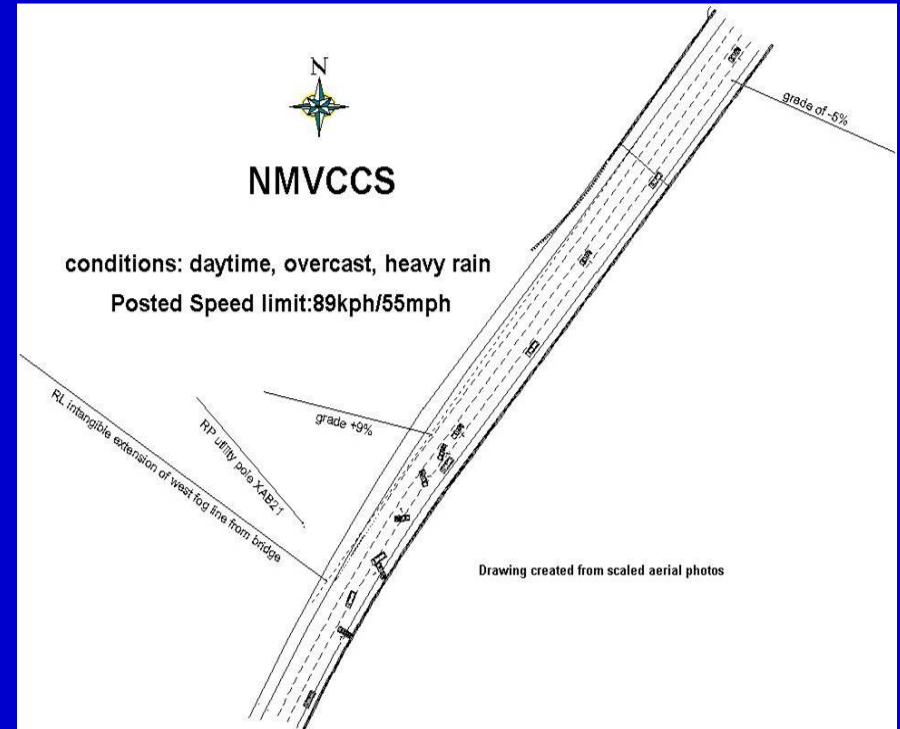 N
NMVCCS
conditions: daytime, overcast, heavy rain
Posted Speed limit:89kph/55mph
grade of -5%
grade +9%
RP utility pole XAB21
RL intangible extension of west fog line from bridge
Drawing created from scaled aerial photos